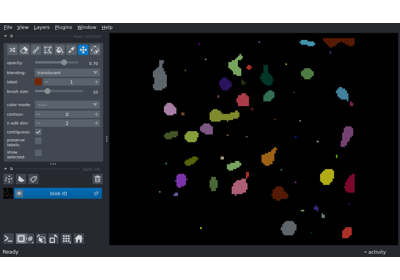 File View Layers Plugins Window Help
opacity: 0.70
blending: translucent
label: 1
brush size: 10
color mode:
contour: 0
n edit dim: 2
contiguous:
preserve labels:
show selected:
blob ID
Ready
activity